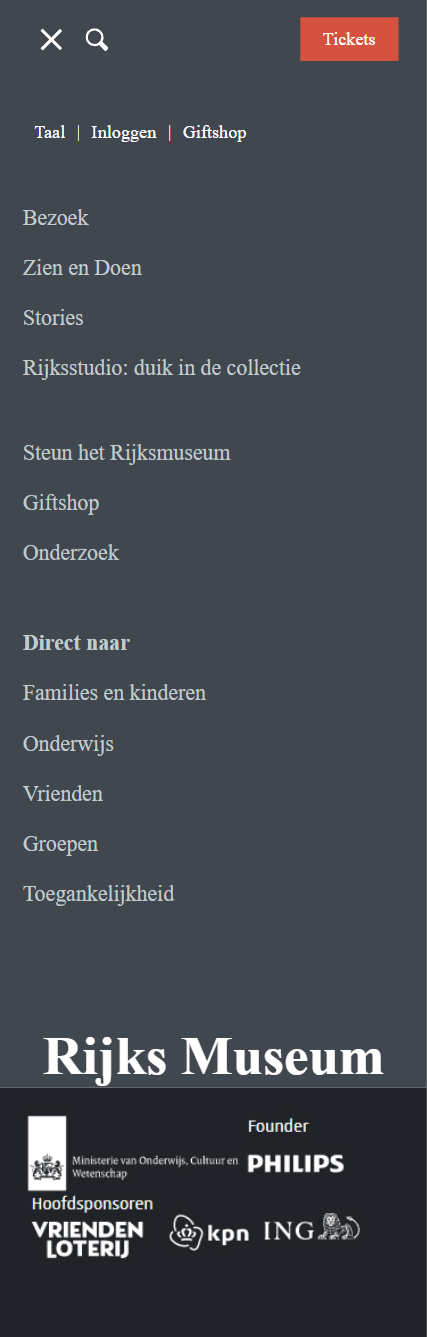 Tickets
Taal | Inloggen | Giftshop
Bezoek
Zien en Doen
Stories
Rijksstudio: duik in de collectie
Steun het Rijksmuseum
Giftshop
Onderzoek
Direct naar
Families en kinderen
Onderwijs
Vrienden
Groepen
Toegankelijkheid
Rijks Museum
Founder
Ministerie van Onderwijs, Cultuur en
Wetenschap
PHILIPS
Hoofdsponsoren
VRIENDEN
LOTERIJ
kpn
ING